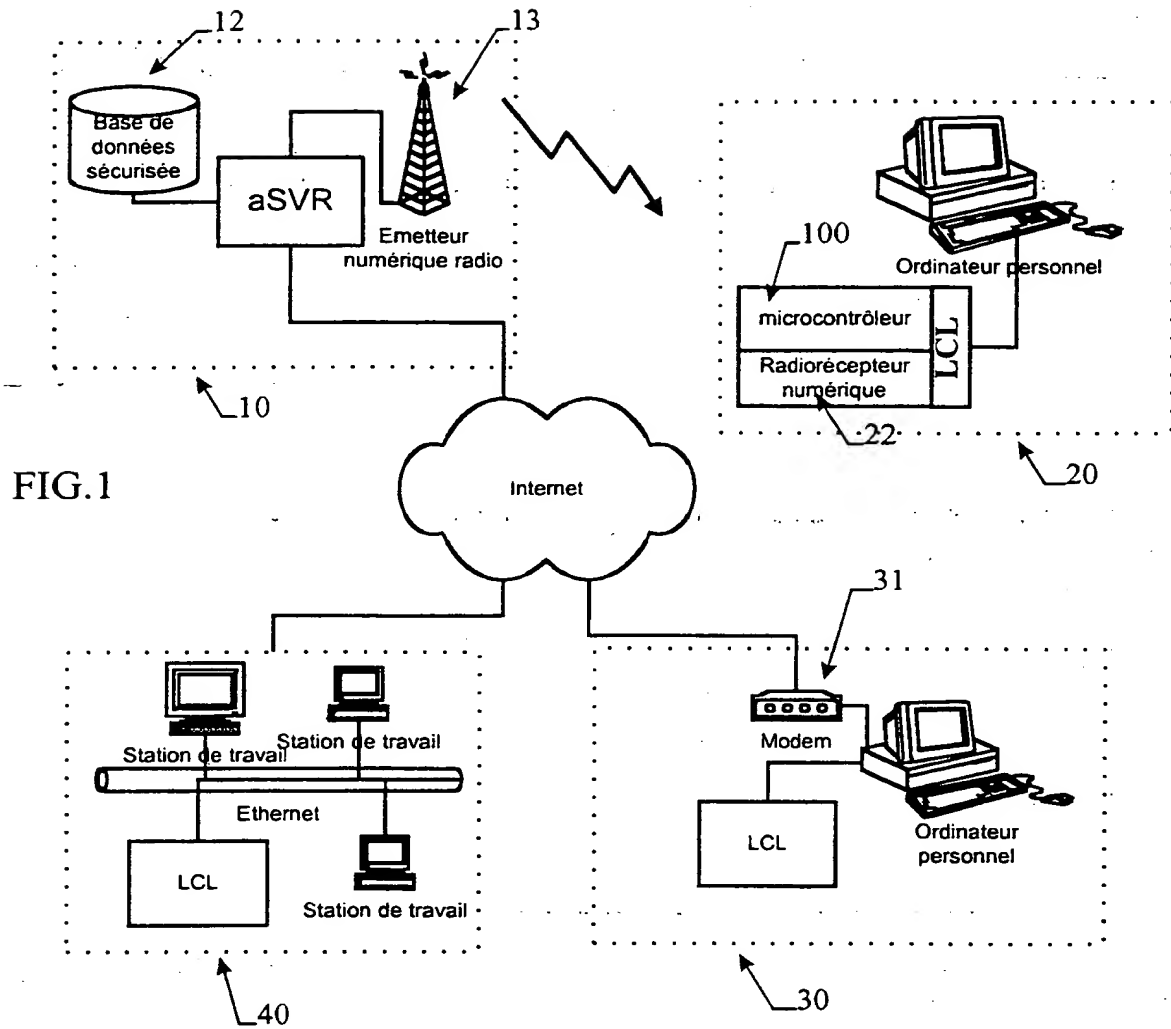 12
13
Base de
données
sécurisée
aSVR
Emetteur
numérique radio
10
Ordinateur personnel
100
microcontrôleur
Radiorécepteur
numérique
LCL
22
20
FIG.1
Internet
31
Station de travail
Station de travail
Ethernet
LCL
Station de travail
40
Modem
LCL
Ordinateur
personnel
30